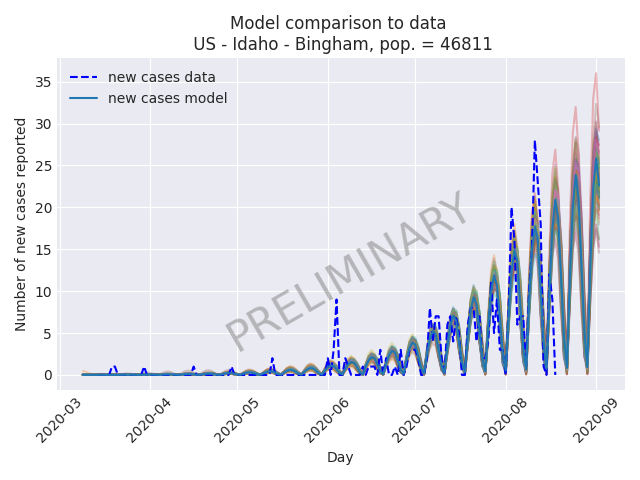 Model comparison to data
US - Idaho - Bingham, pop. = 46811
new cases data
new cases model
Number of new cases reported
35
30
25
20
15
10
5
0
PRELIMINARY
2020-03
2020-04
2020-05
2020-06
2020-07
2020-08
2020-09
Day